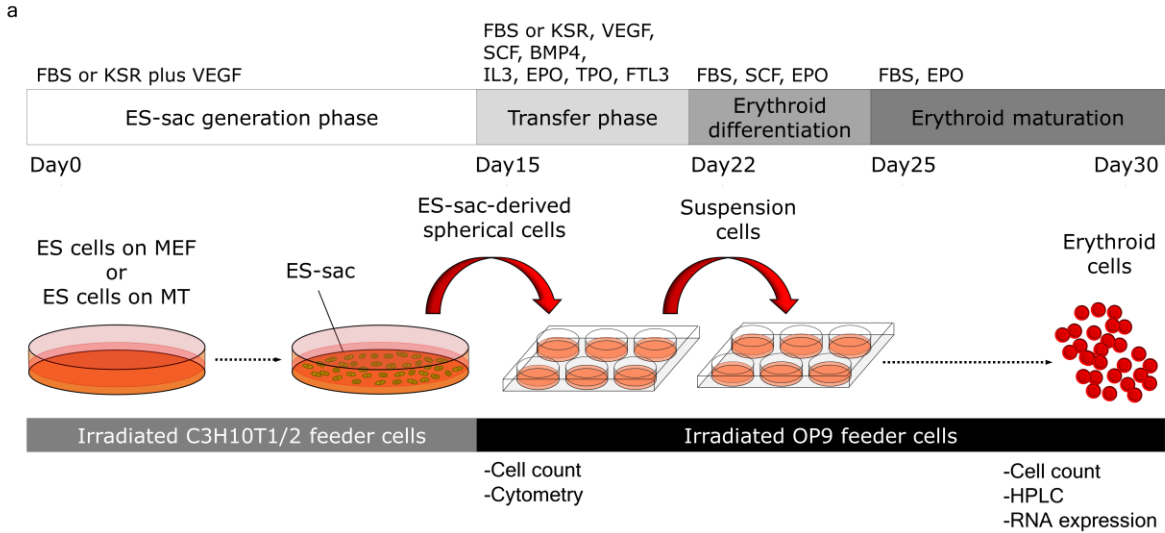 a
FBS or KSR plus VEGF
FBS or KSR, VEGF,
SCF, BMP4,
IL3, EPO, TPO, FTL3
FBS, SCF, EPO
FBS, EPO
ES-sac generation phase
Transfer phase
Erythroid
differentiation
Erythroid maturation
Day0
Day15
Day22
Day25
Day30
ES cells on MEF
or
ES cells on MT
ES-sac
ES-sac-derived
spherical cells
Suspension
cells
Erythroid
cells
Irradiated C3H10T1/2 feeder cells
Irradiated OP9 feeder cells
-Cell count
-Cytometry
-Cell count
-HPLC
-RNA expression